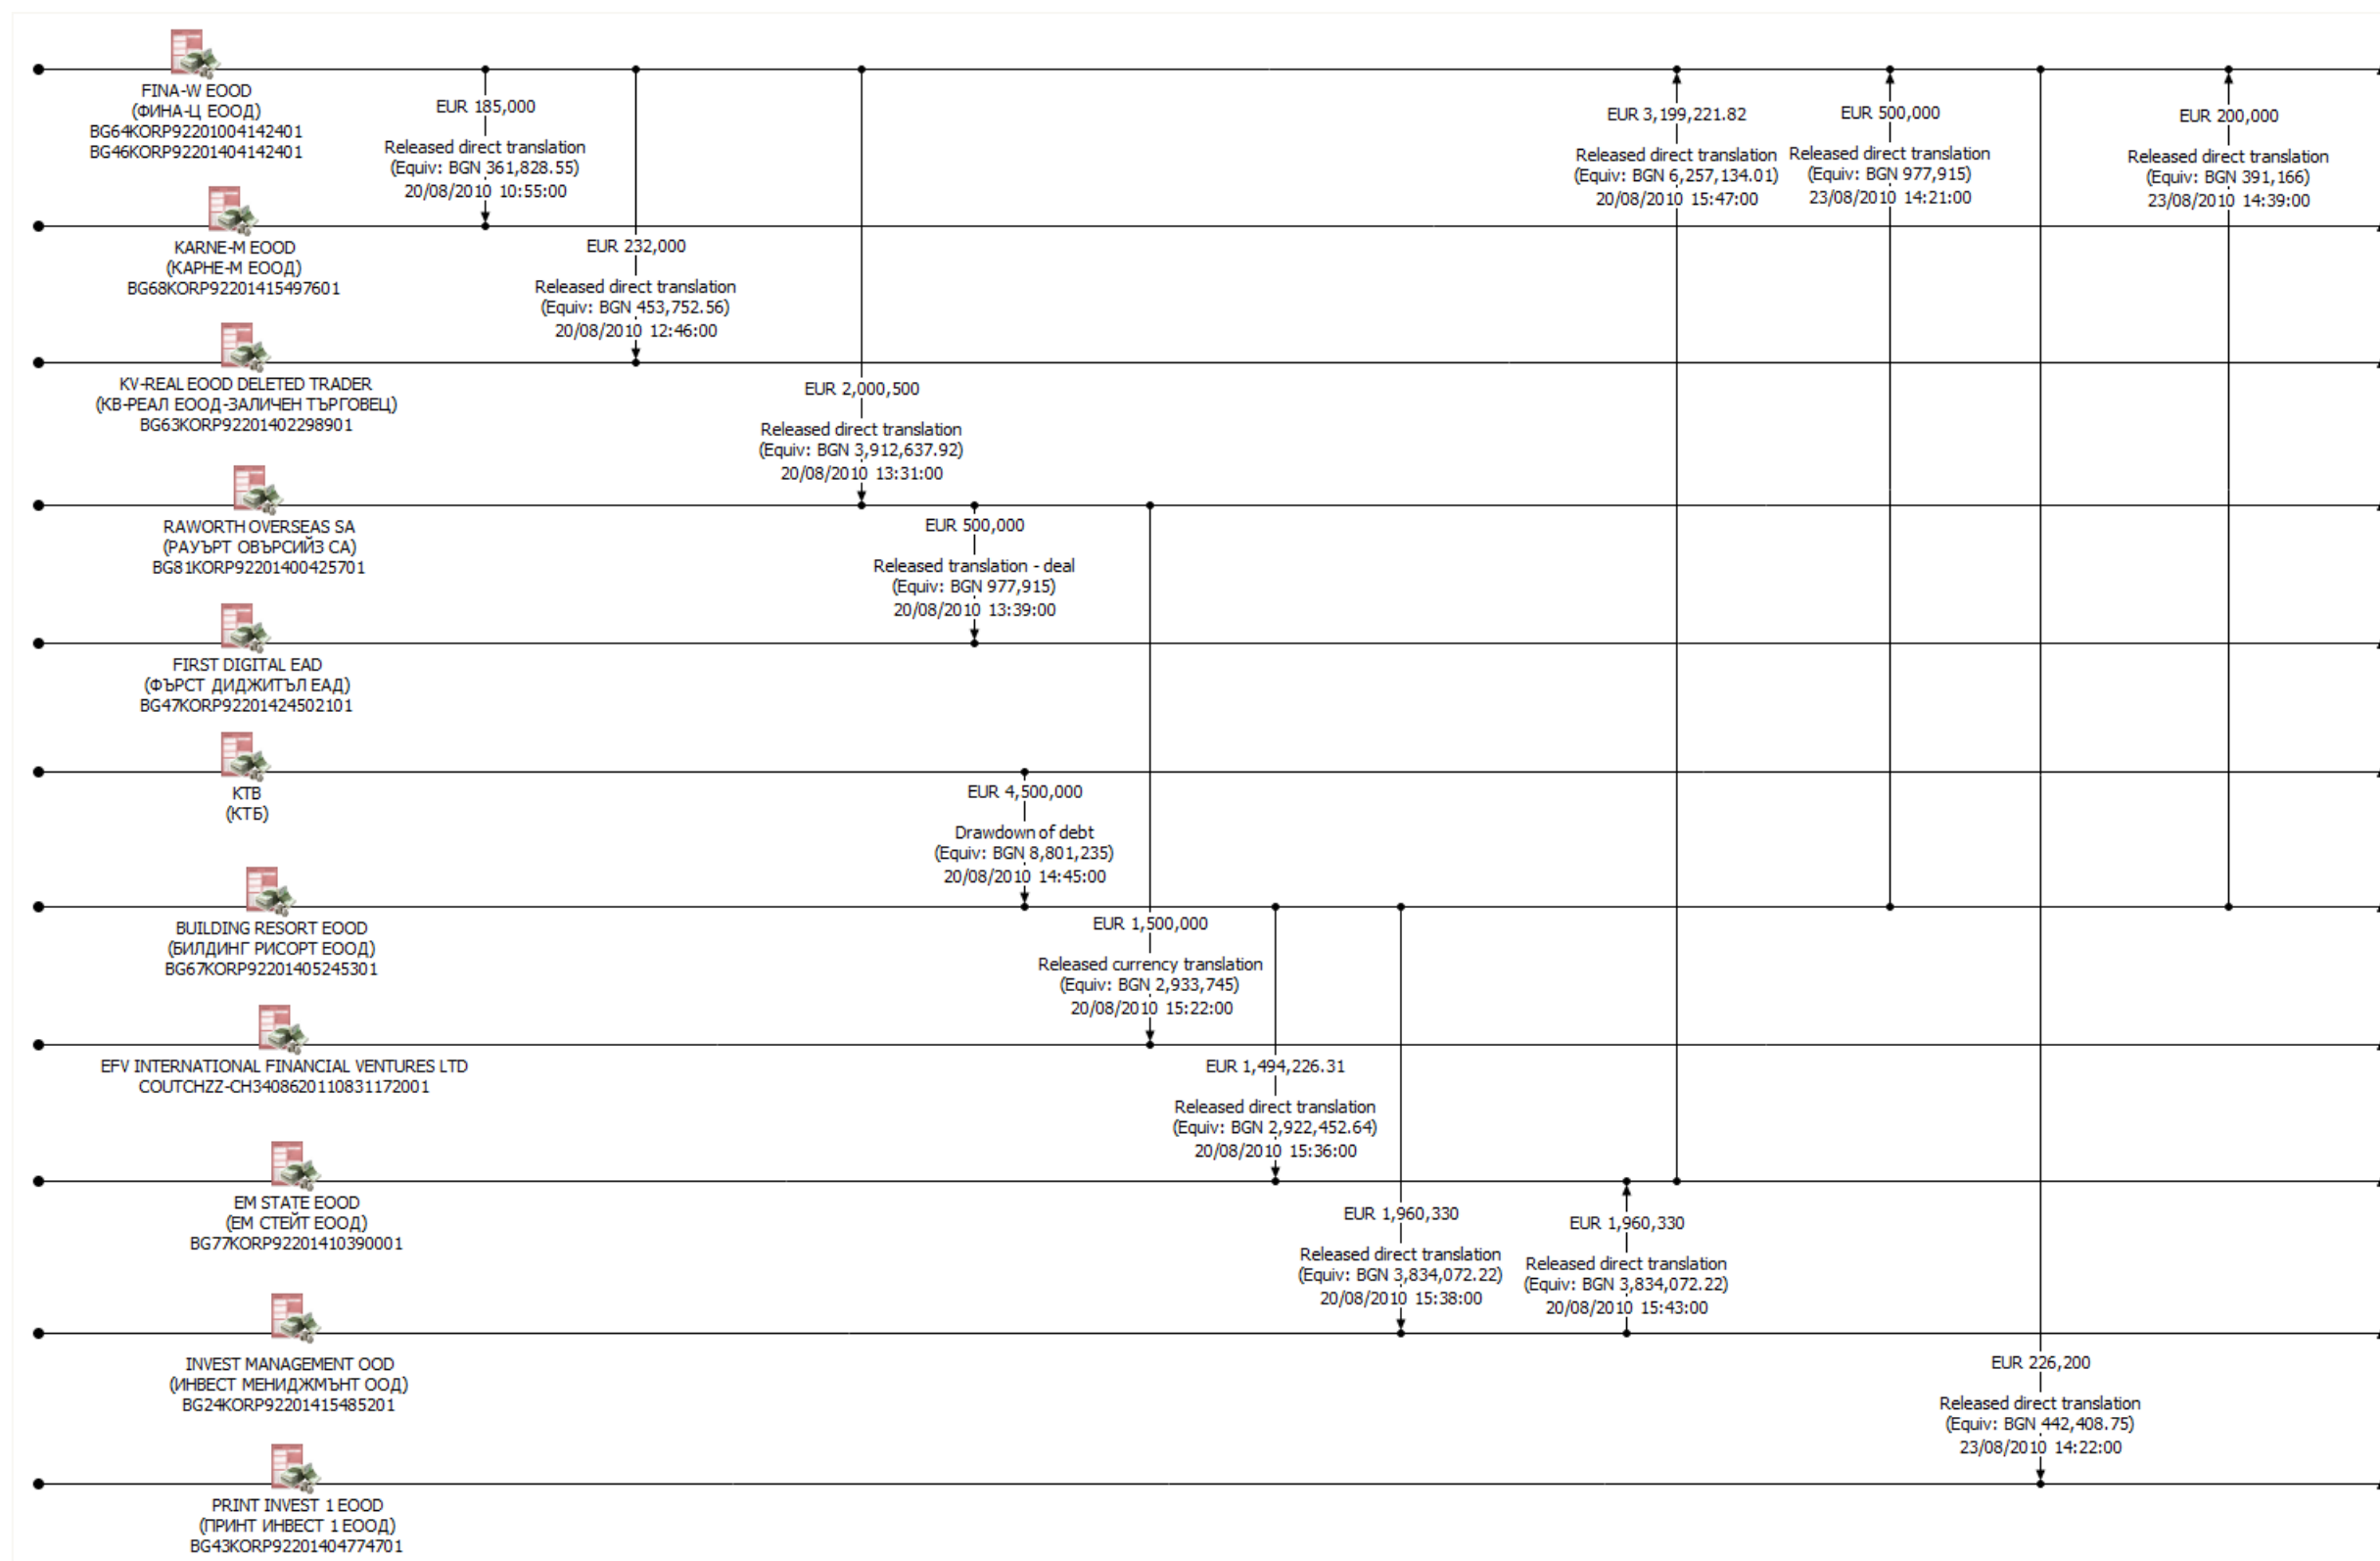 FINA-W EOOD
(ФИНА-Ц ЕООД)
BG64KORP92201004142401
BG46KORP92201404142401
EUR 185,000
Released direct translation
(Equiv: BGN 361,828.55)
20/08/2010 10:55:00
EUR 3,199,221.82
Released direct translation
(Equiv: BGN 6,257,134.01)
20/08/2010 15:47:00
EUR 500,000
Released direct translation
(Equiv: BGN 977,915)
23/08/2010 14:21:00
EUR 200,000
Released direct translation
(Equiv: BGN 391,166)
23/08/2010 14:39:00
KARNE-M EOOD
(КАРНЕ-М ЕООД)
BG68KORP92201415497601
EUR 232,000
Released direct translation
(Equiv: BGN 453,752.56)
20/08/2010 12:46:00
KV-REAL EOOD DELETED TRADER
(КВ-РЕАЛ ЕООД-ЗАЛИЧЕН ТЪРГОВЕЦ)
BG63KORP92201402298901
EUR 2,000,500
Released direct translation
(Equiv: BGN 3,912,637.92)
20/08/2010 13:31:00
RAWORTH OVERSEAS SA
(РАУЪРТ ОВЪРСИЙЗ СА)
BG81KORP92201400425701
EUR 500,000
Released translation - deal
(Equiv: BGN 977,915)
20/08/2010 13:39:00
FIRST DIGITAL EAD
(ФЪРСТ ДИДЖИТЪЛ ЕАД)
BG47KORP92201424502101
KTB
(КТБ)
EUR 4,500,000
Drawdown of debt
(Equiv: BGN 8,801,235)
20/08/2010 14:45:00
BUILDING RESORT EOOD
(БИЛДИНГ РИСОРТ ЕООД)
BG67KORP92201405245301
EUR 1,500,000
Released currency translation
(Equiv: BGN 2,933,745)
20/08/2010 15:22:00
EFV INTERNATIONAL FINANCIAL VENTURES LTD
COUTCHZZ-CH3408620110831172001
EUR 1,494,226.31
Released direct translation
(Equiv: BGN 2,922,452.64)
20/08/2010 15:36:00
EM STATE EOOD
(ЕМ СТЕЙТ ЕООД)
BG77KORP92201410390001
EUR 1,960,330
Released direct translation
(Equiv: BGN 3,834,072.22)
20/08/2010 15:38:00
EUR 1,960,330
Released direct translation
(Equiv: BGN 3,834,072.22)
20/08/2010 15:43:00
INVEST MANAGEMENT OOD
(ИНВЕСТ МЕНИДЖМЪНТ ООД)
BG24KORP92201415485201
EUR 226,200
Released direct translation
(Equiv: BGN 442,408.75)
23/08/2010 14:22:00
PRINT INVEST 1 EOOD
(ПРИНТ ИНВЕСТ 1 ЕООД)
BG43KORP92201404774701